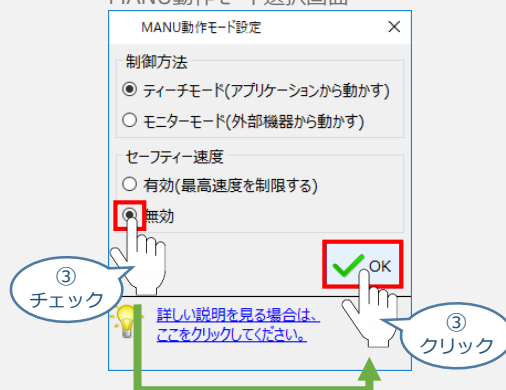 MANU動作モード選択画面
MANU動作モード設定
制御方法
ティーチモード(アプリケーションから動かす)
モニターモード(外部機器から動かす)
セーフティー速度
有効(最高速度を制限する)
無効
OK
③
チェック
詳しい説明を見る場合は、
ここをクリックしてください。
③
クリック